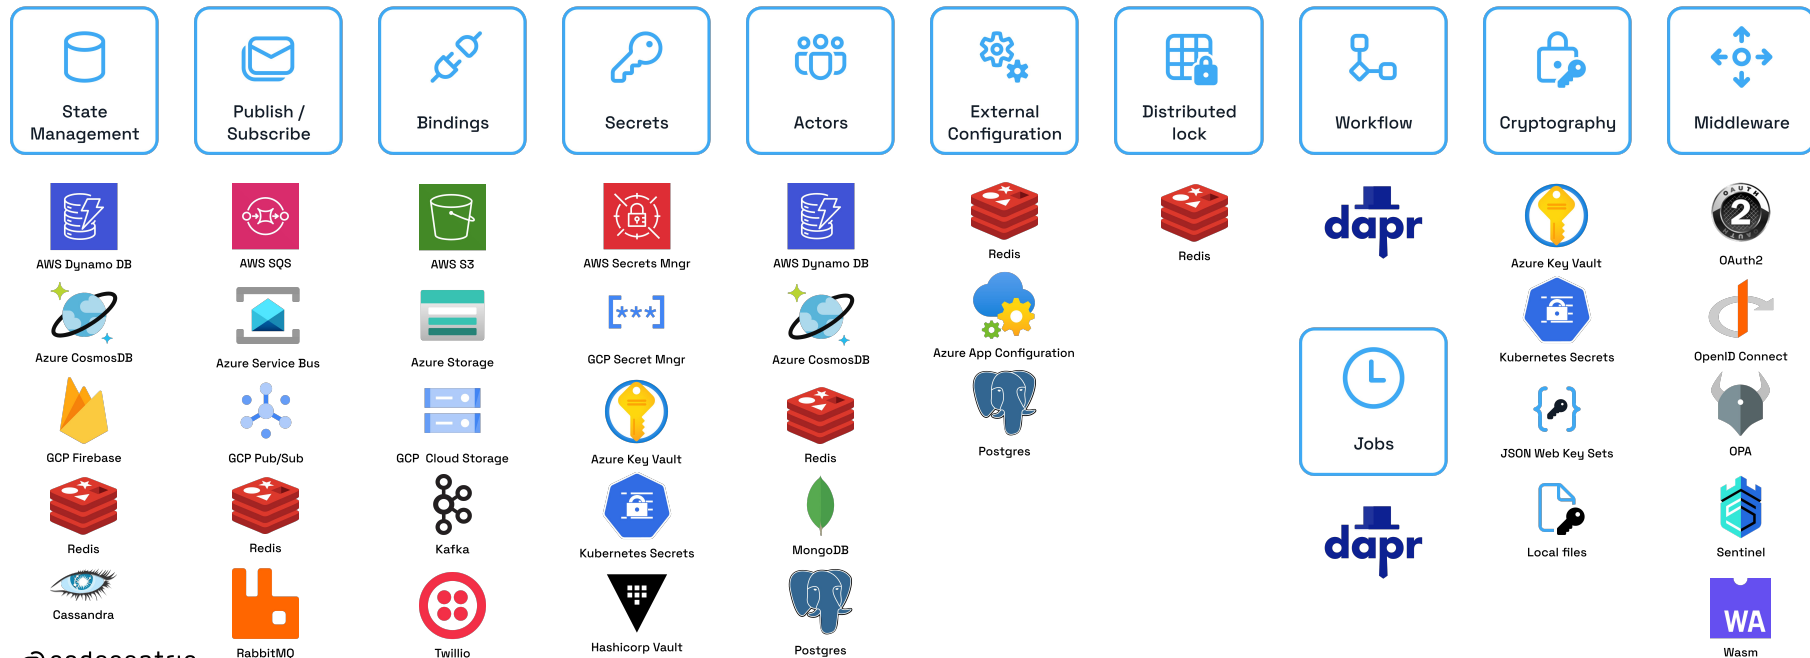 State
Management
Publish /
Subscribe
Bindings
Secrets
Actors
External
Configuration
Distributed
lock
Workflow
Cryptography
Middleware
AWS Dynamo DB
Azure CosmosDB
GCP Firebase
Redis
Cassandra
AWS SQS
Azure Service Bus
GCP Pub/Sub
Redis
RabbitMQ
AWS S3
Azure Storage
GCP Cloud Storage
Kafka
Twillio
AWS Secrets Mngr
[***]
GCP Secret Mngr
Azure Key Vault
Kubernetes Secrets
Hashicorp Vault
AWS Dynamo DB
Azure CosmosDB
Redis
MongoDB
Postgres
Redis
Azure App Configuration
Postgres
Redis
dapr
Jobs
dapr
Azure Key Vault
Kubernetes Secrets
JSON Web Key Sets
Local files
OAUTH
2
OAUTH
OAuth2
OpenID Connect
OPA
Sentinel
WA
Wasm